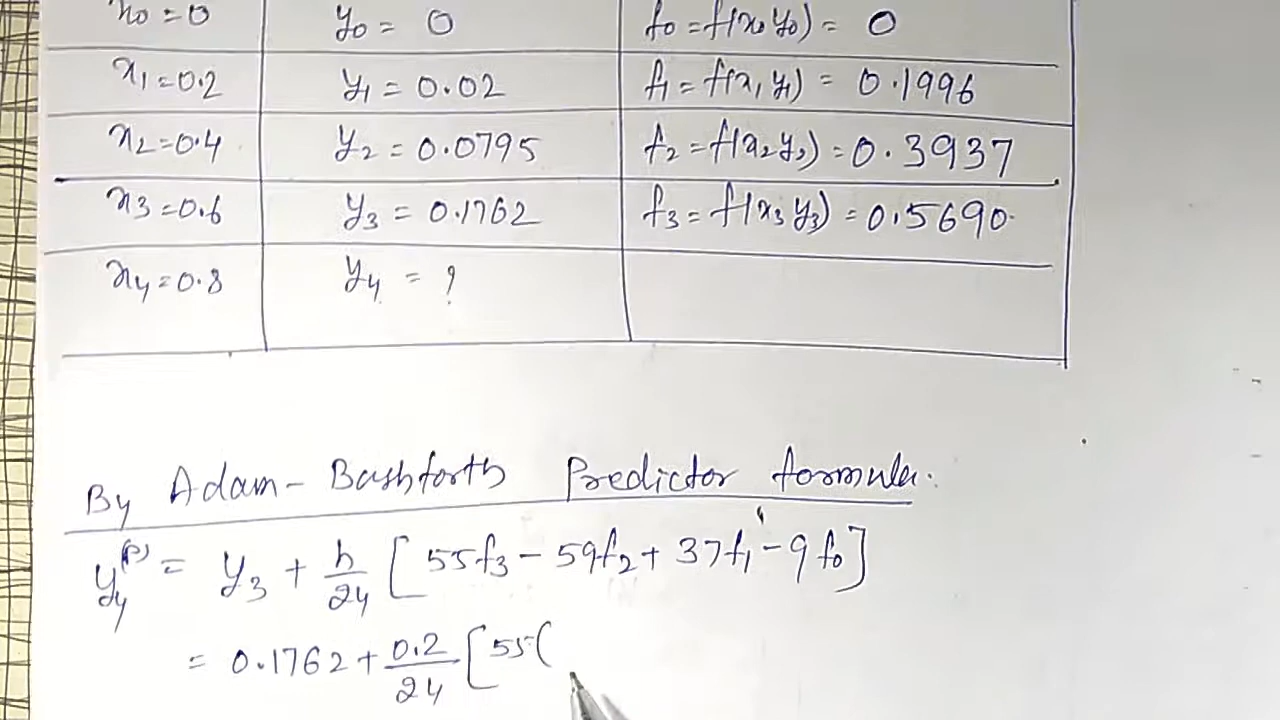 x0 = 0 y0 = 0 f0 = f(x0 y0) = 0
x1 = 0.2 y1 = 0.02 f1 = f(x1 y1) = 0.1996
x2 = 0.4 y2 = 0.0795 f2 = f(x2 y2) = 0.3937
x3 = 0.6 y3 = 0.1762 f3 = f(x3 y3) = 0.5690
x4 = 0.8 y4 = ?
By Adam - Bashforth Predictor formula.
y4^(P) = y3 + h/24 [ 55f3 - 59f2 + 37f1 - 9f0 ]
= 0.1762 + 0.2/24 [ 55(